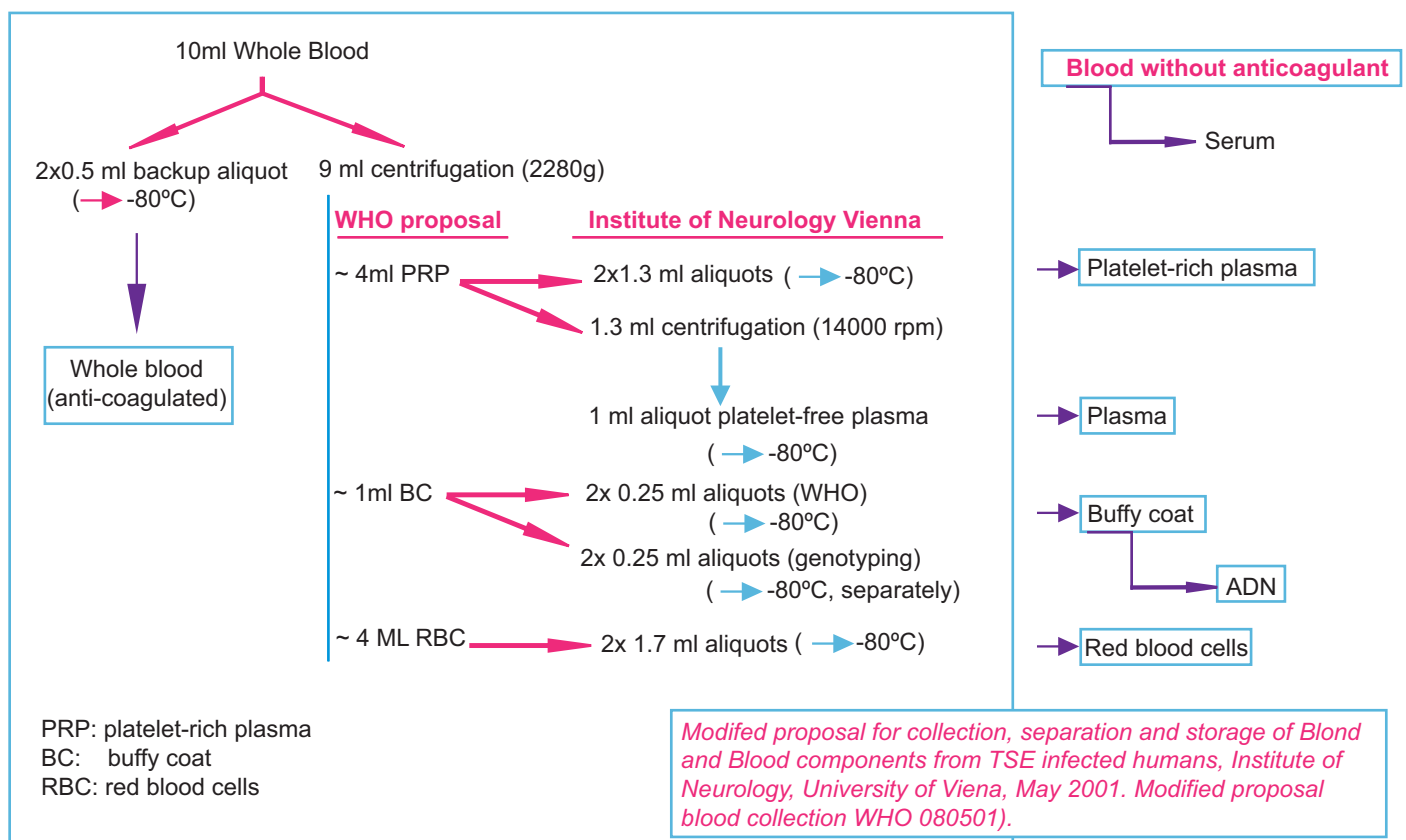 10ml Whole Blood
2x0.5 ml backup aliquot
( -80ºC)
Whole blood
(anti-coagulated)
9 ml centrifugation (2280g)
WHO proposal
Institute of Neurology Vienna
~ 4ml PRP
2x1.3 ml aliquots ( -80ºC)
1.3 ml centrifugation (14000 rpm)
1 ml aliquot platelet-free plasma
( -80ºC)
~ 1ml BC
2x 0.25 ml aliquots (WHO)
( -80ºC)
2x 0.25 ml aliquots (genotyping)
( -80ºC, separately)
~ 4 ML RBC
2x 1.7 ml aliquots ( -80ºC)
Blood without anticoagulant
Serum
Platelet-rich plasma
Plasma
Buffy coat
ADN
Red blood cells
PRP: platelet-rich plasma
BC: buffy coat
RBC: red blood cells
Modifed proposal for collection, separation and storage of Blond
and Blood components from TSE infected humans, Institute of
Neurology, University of Viena, May 2001. Modified proposal
blood collection WHO 080501).